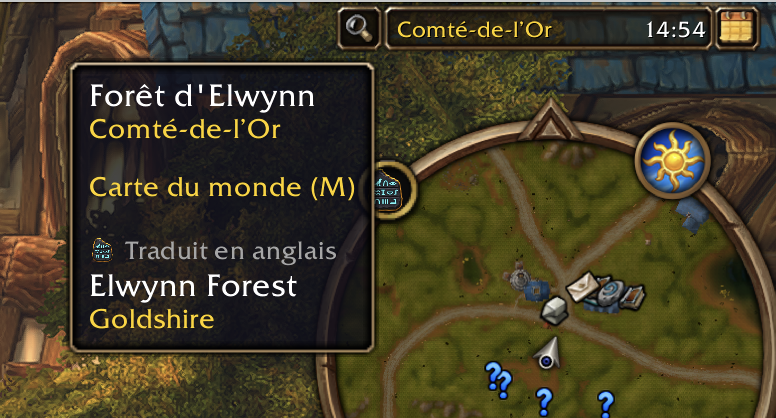 Comté-de-l'Or 14:54
Forêt d'Elwynn
Comté-de-l'Or
Carte du monde (M)
Traduit en anglais
Elwynn Forest
Goldshire
?
?
?
?